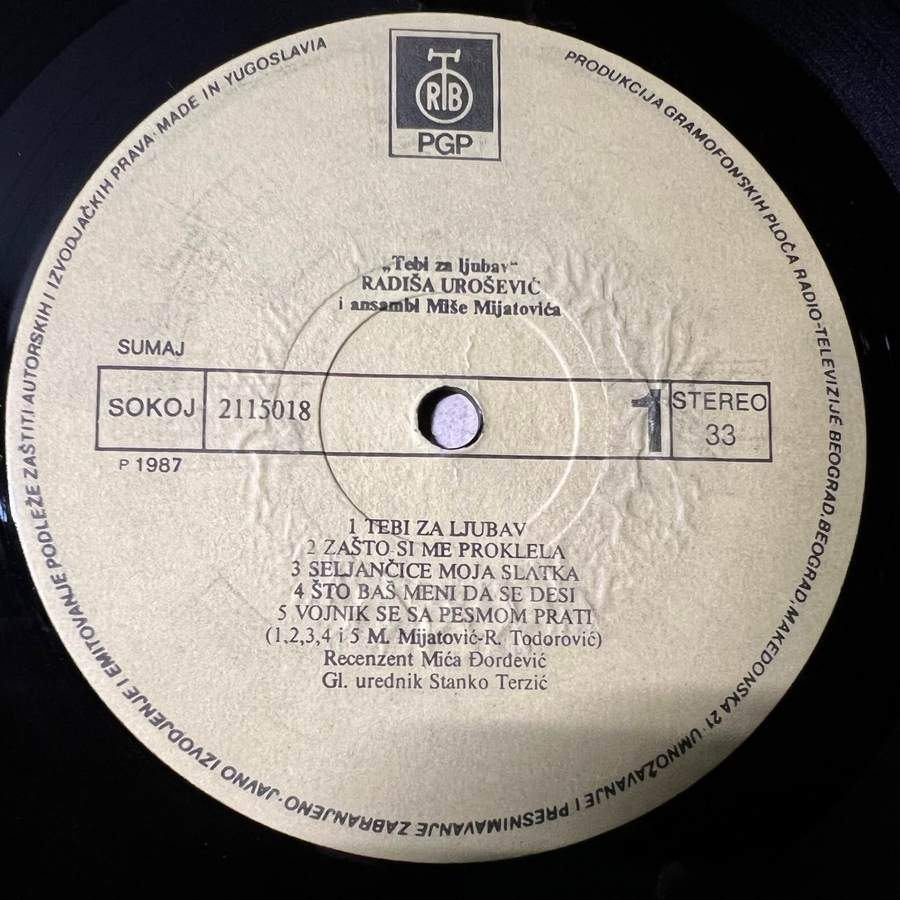 PRODUKCIJA GRAMOFONSKIH PLOČA RADIO-TELEVIZIJE BEOGRAD, BEOGRAD, MAKEDONSKA 21 · UMNOŽAVANJE I PRESNIMAVANJE ZABRANJENO · JAVNO IZVODJENJE I EMITOVANJE PODLEŽE ZAŠTITI AUTORSKIH I IZVODJAČKIH PRAVA · MADE IN YUGOSLAVIA
RTB
PGP
„Tebi za ljubav“
RADIŠA UROŠEVIĆ
i ansambl Miše Mijatovića
SUMAJ
SOKOJ 2115018 1 STEREO
33
P 1987
1 TEBI ZA LJUBAV
2 ZAŠTO SI ME PROKLELA
3 SELJANČICE MOJA SLATKA
4 ŠTO BAŠ MENI DA SE DESI
5 VOJNIK SE SA PESMOM PRATI
(1,2,3,4 i 5 M. Mijatović-R. Todorović)
Recenzent Mića Đorđević
Gl. urednik Stanko Terzić